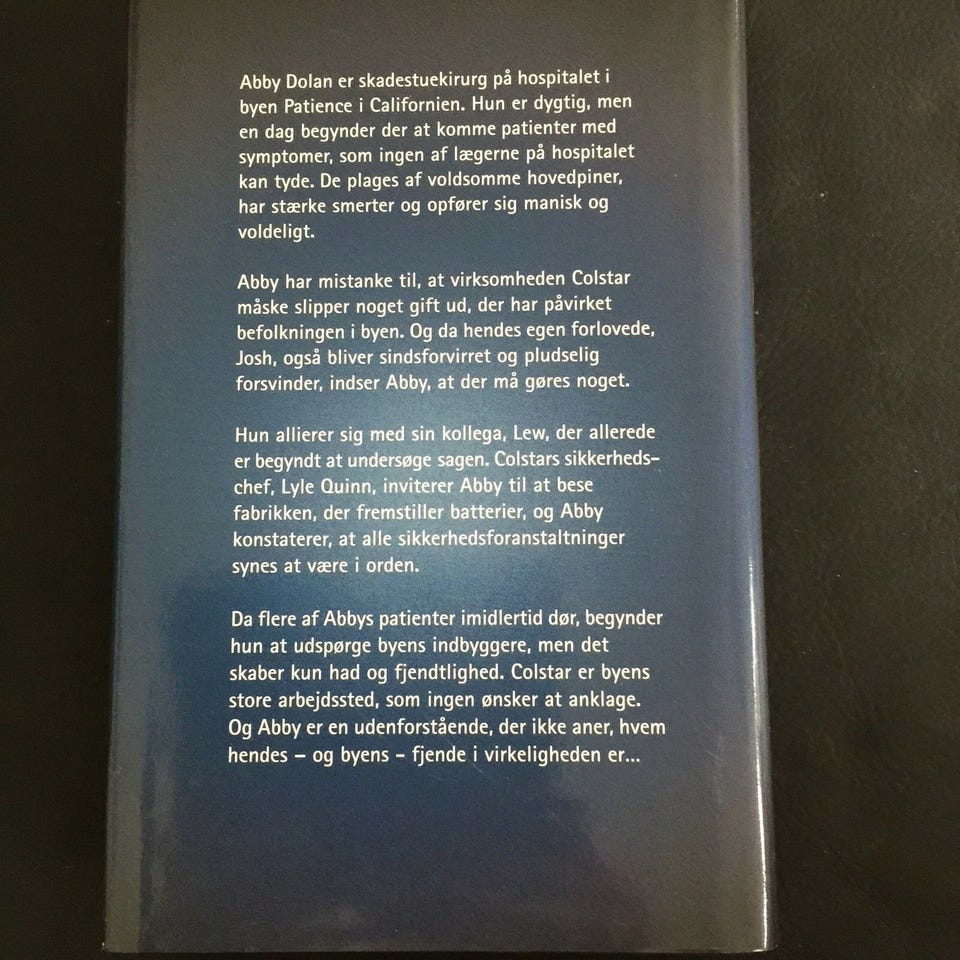 Abby Dolan er skadestuekirurg på hospitalet i
byen Patience i Californien. Hun er dygtig, men
en dag begynder der at komme patienter med
symptomer, som ingen af lægerne på hospitalet
kan tyde. De plages af voldsomme hovedpiner,
har stærke smerter og opfører sig manisk og
voldeligt.
Abby har mistanke til, at virksomheden Colstar
måske slipper noget gift ud, der har påvirket
befolkningen i byen. Og da hendes egen forlovede,
Josh, også bliver sindsforvirret og pludselig
forsvinder, indser Abby, at der må gøres noget.
Hun allierer sig med sin kollega, Lew, der allerede
er begyndt at undersøge sagen. Colstars sikkerheds-
chef, Lyle Quinn, inviterer Abby til at bese
fabrikken, der fremstiller batterier, og Abby
konstaterer, at alle sikkerhedsforanstaltninger
synes at være i orden.
Da flere af Abbys patienter imidlertid dør, begynder
hun at udspørge byens indbyggere, men det
skaber kun had og fjendtlighed. Colstar er byens
store arbejdssted, som ingen ønsker at anklage.
Og Abby er en udenforstående, der ikke aner, hvem
hendes – og byens – fjende i virkeligheden er...